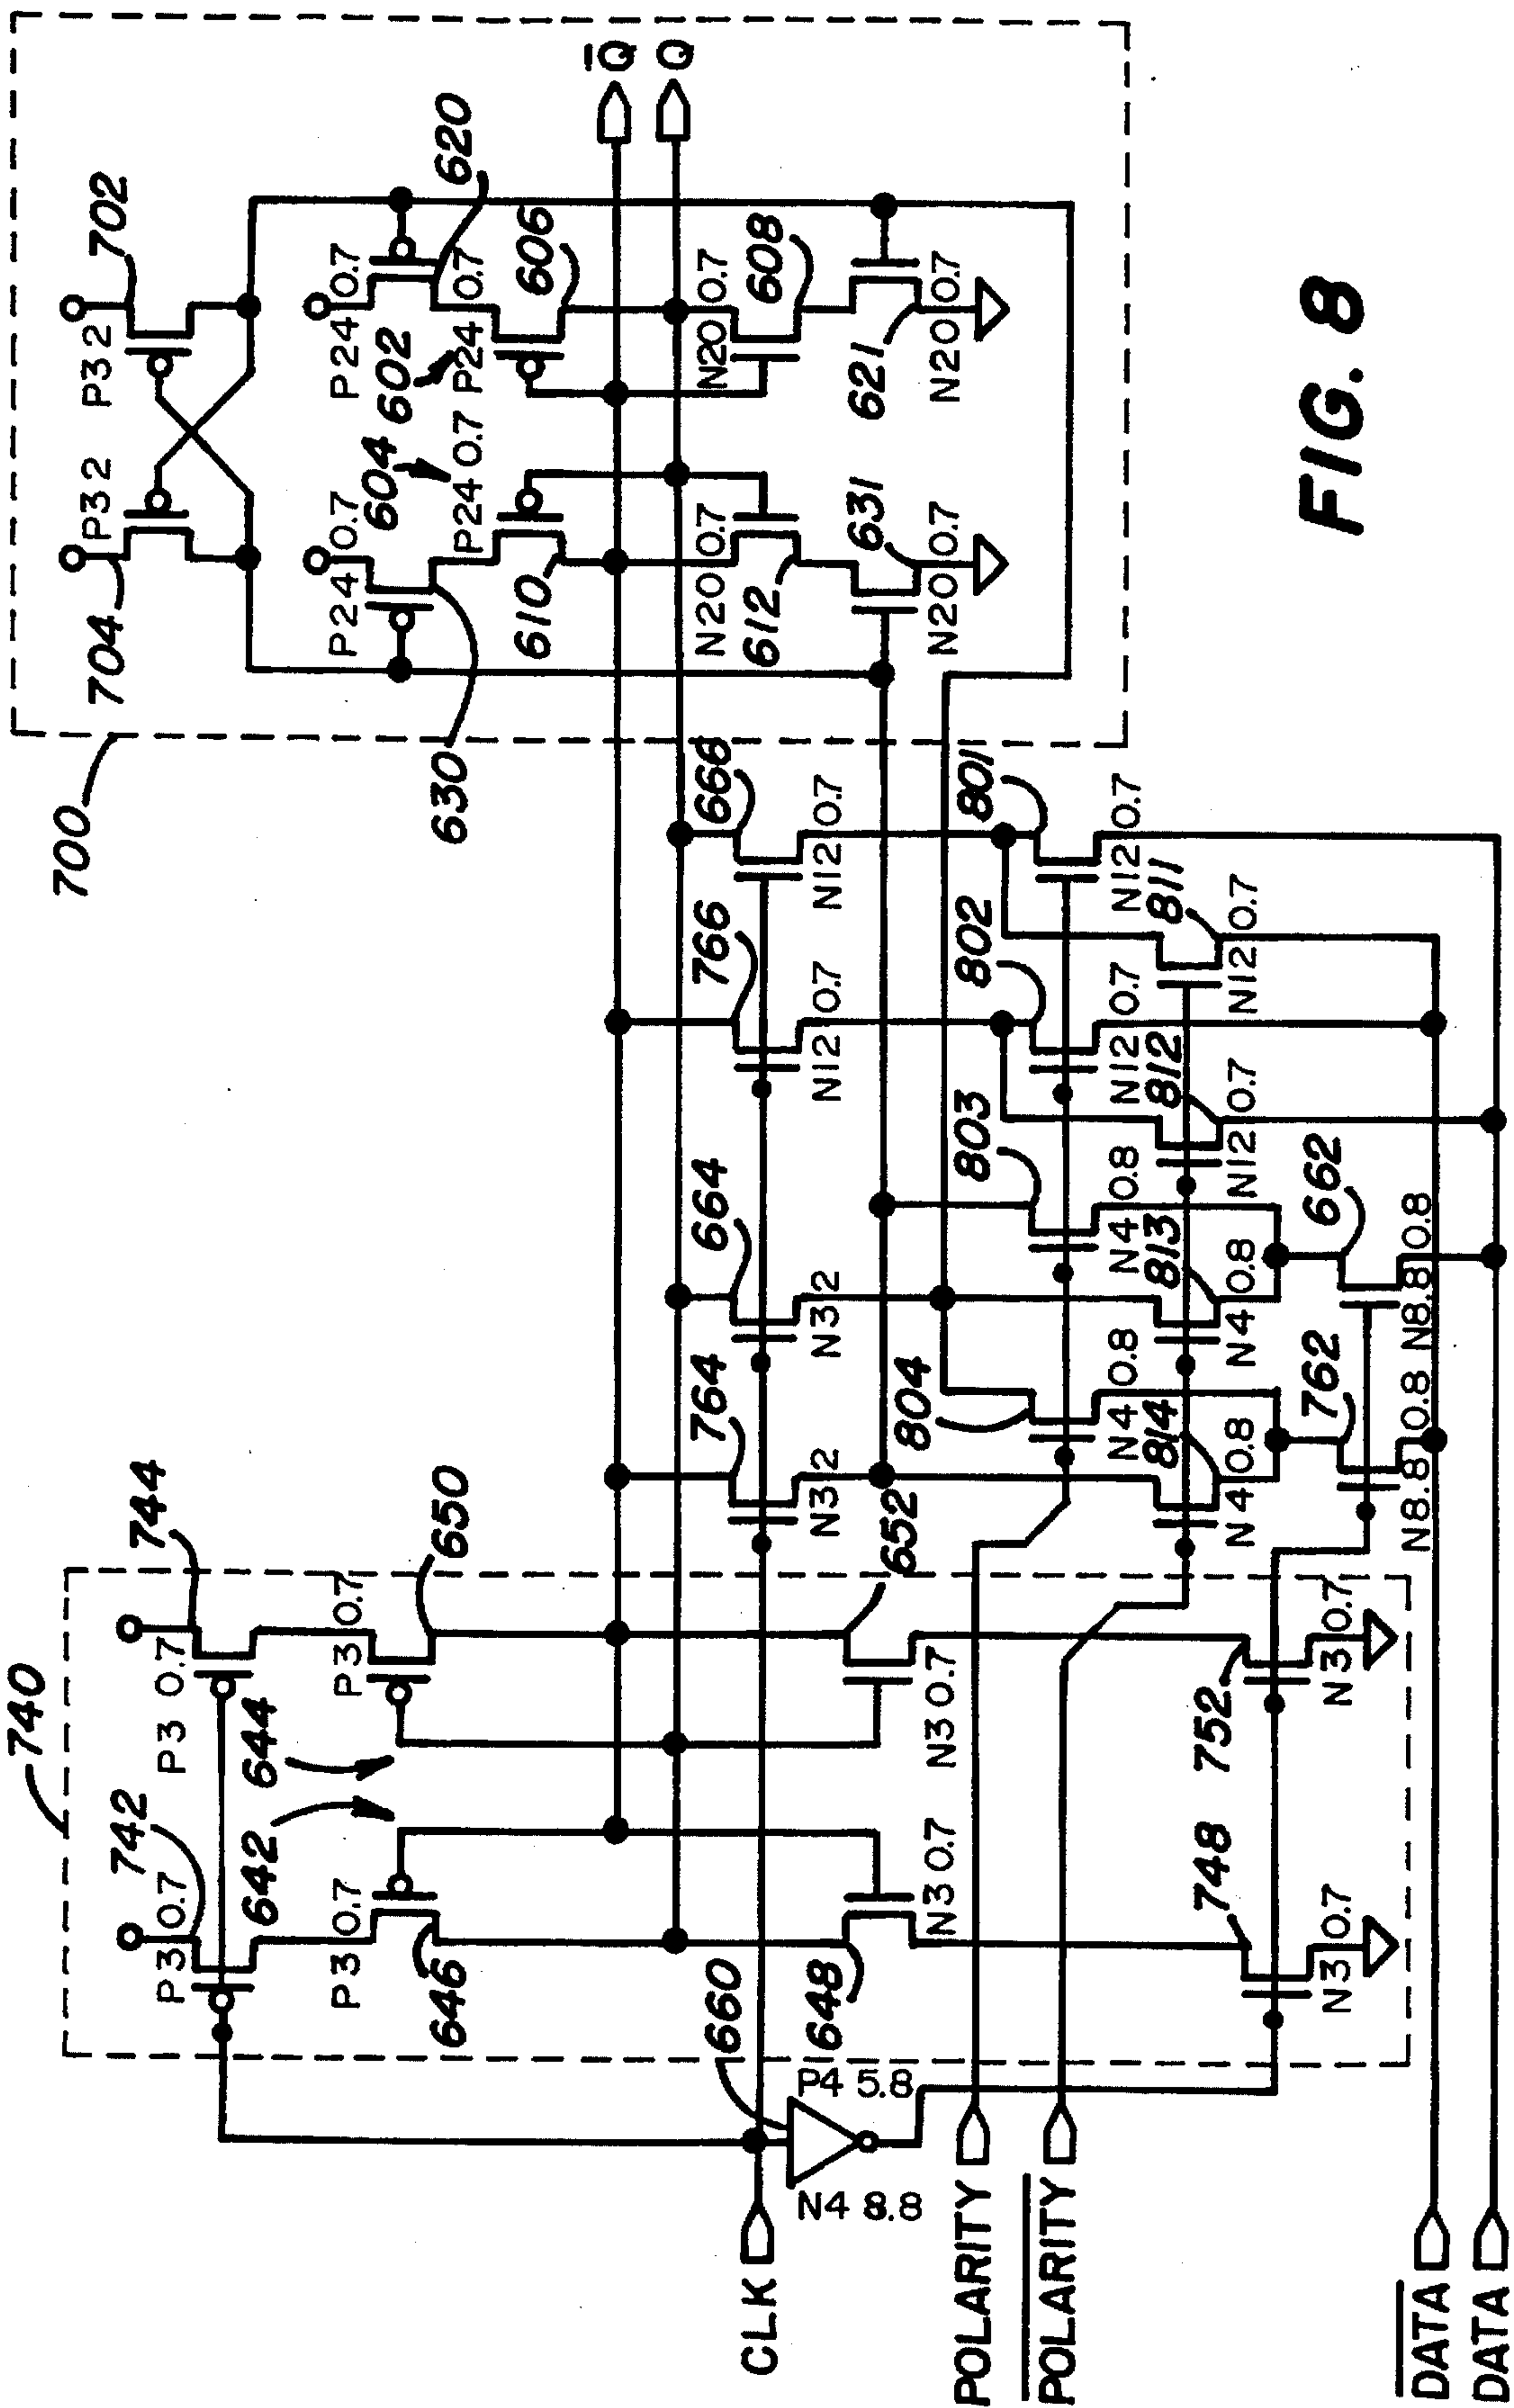 740
700
704
P3 2
P3 2
702
742
744
P3 0.7
P3 0.7
642
644
P3 0.7
P3 0.7
P24 0.7
P24 0.7
604
602
646
650
630
P24 0.7
P24 0.7
620
610
606
Q̅
Q
660
764
664
766
666
N20 0.7
N20 0.7
CLK
612
608
P4 5.8
648
N3 2
N3 2
N12 0.7
N12 0.7
N4 8.8
631
621
652
804
N3 0.7
N3 0.7
N20 0.7
N20 0.7
POLARITY
803
802
801
P̅O̅L̅A̅R̅I̅T̅Y̅
N4 0.8
N4 0.8
N12 0.7
N12 0.7
814
813
812
811
748
752
N4 0.8
N4 0.8
N12 0.7
N12 0.7
762
662
N3 0.7
N3 0.7
N8.8 0.8
N8.8 0.8
D̅A̅T̅A̅
DATA
FIG. 8